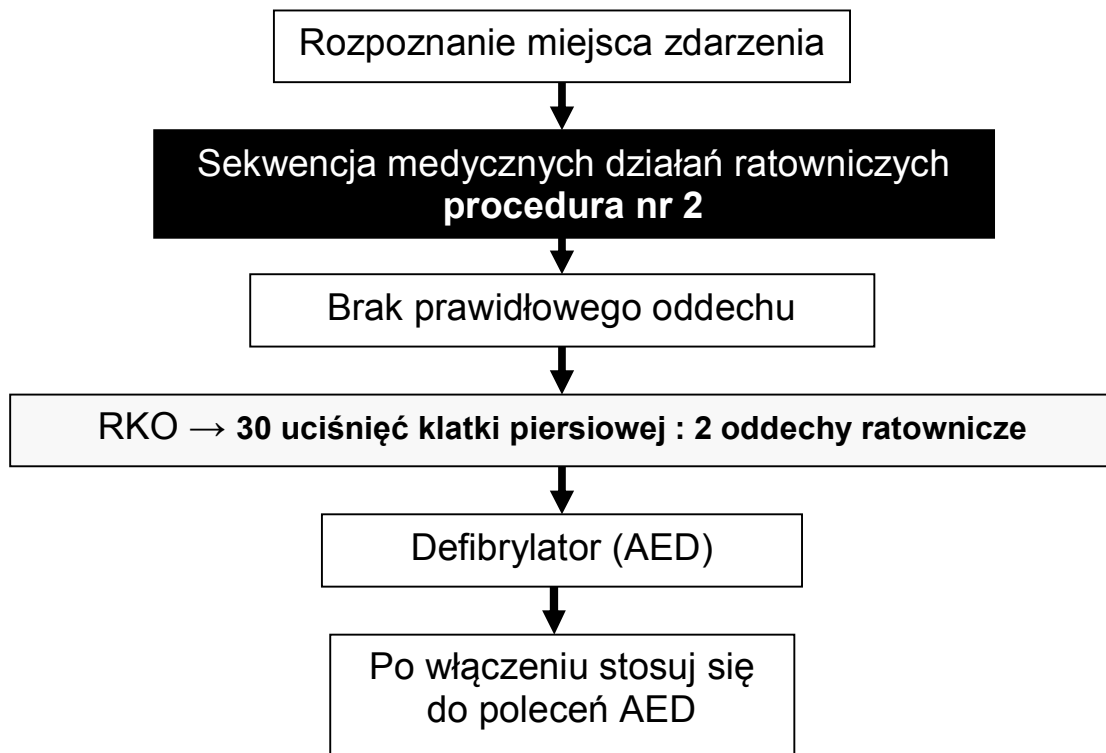 Rozpoznanie miejsca zdarzenia
Sekwencja medycznych działań ratowniczych
procedura nr 2
Brak prawidłowego oddechu
RKO → 30 uciśnięć klatki piersiowej : 2 oddechy ratownicze
Defibrylator (AED)
Po włączeniu stosuj się
do poleceń AED